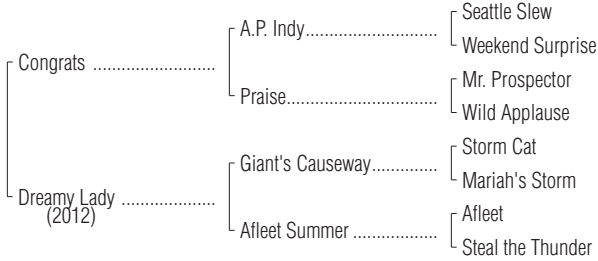 Seattle Slew
A.P. Indy............................
Weekend Surprise
Congrats ..........................
Mr. Prospector
Praise................................
Wild Applause
Storm Cat
Giant's Causeway..............
Mariah's Storm
Dreamy Lady ....................
(2012)
Afleet
Afleet Summer ..................
Steal the Thunder